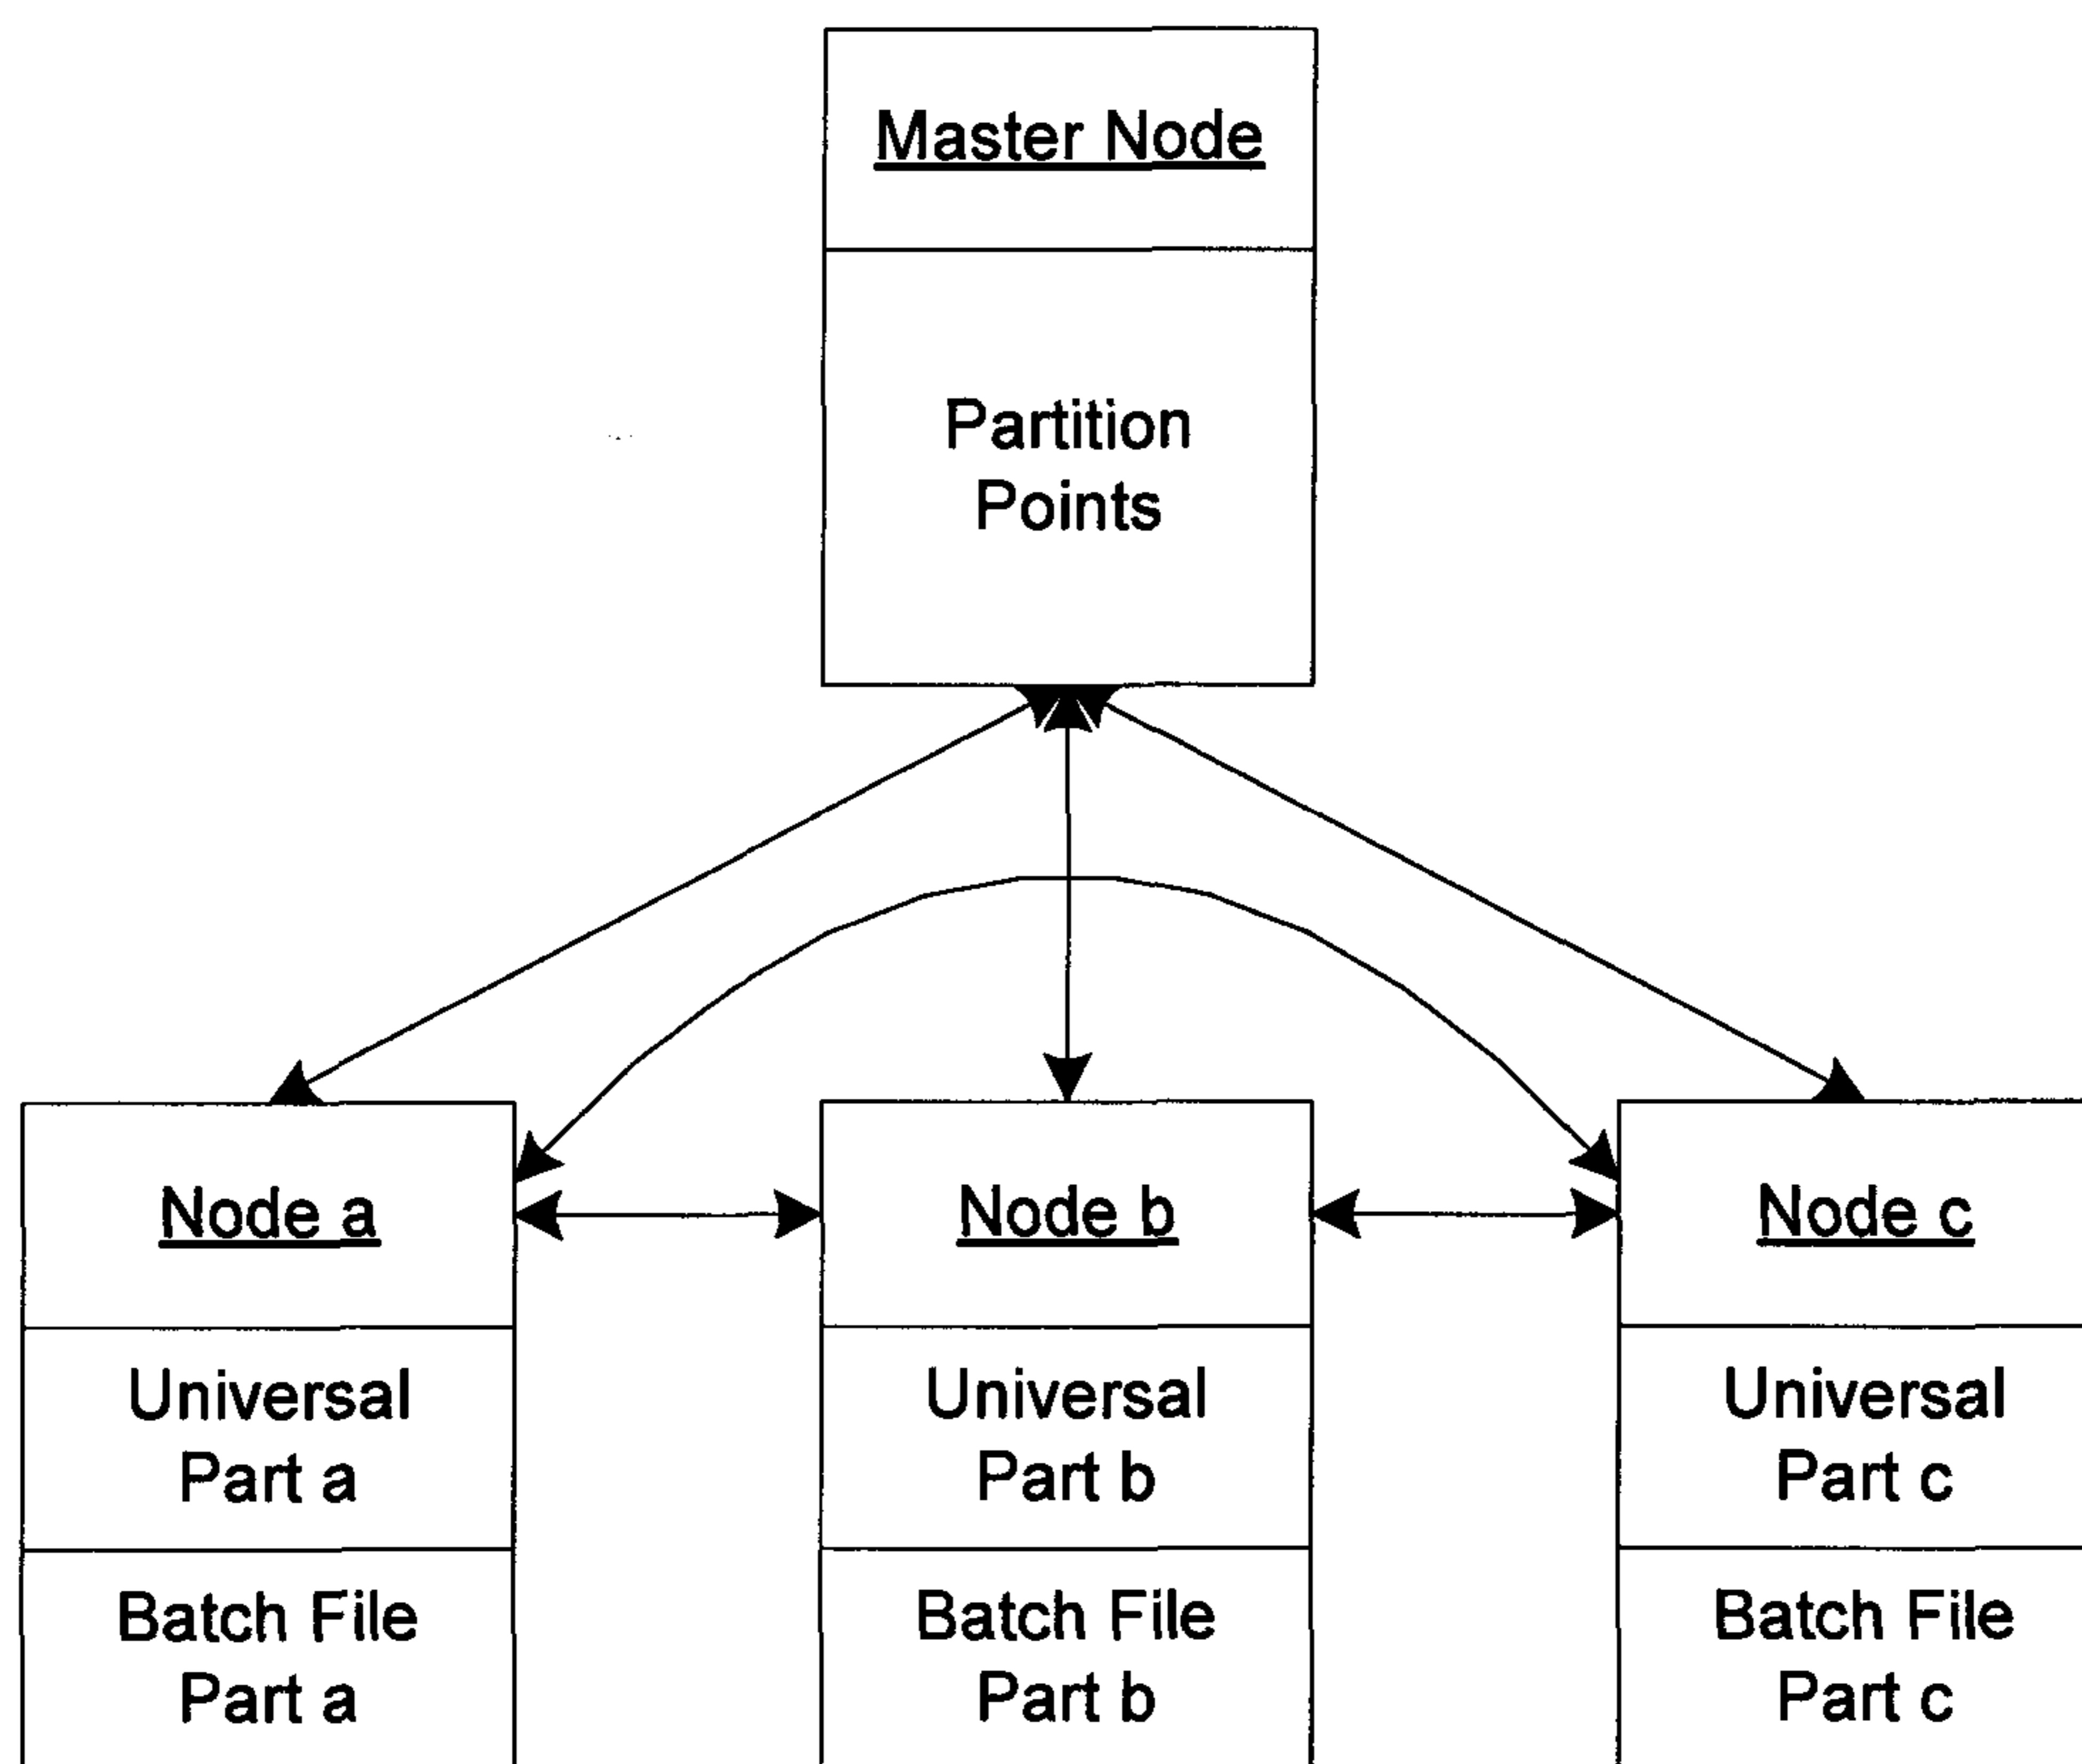 Master Node
Partition
Points
Node a
Node b
Node c
Universal
Part a
Universal
Part b
Universal
Part c
Batch File
Part a
Batch File
Part b
Batch File
Part c